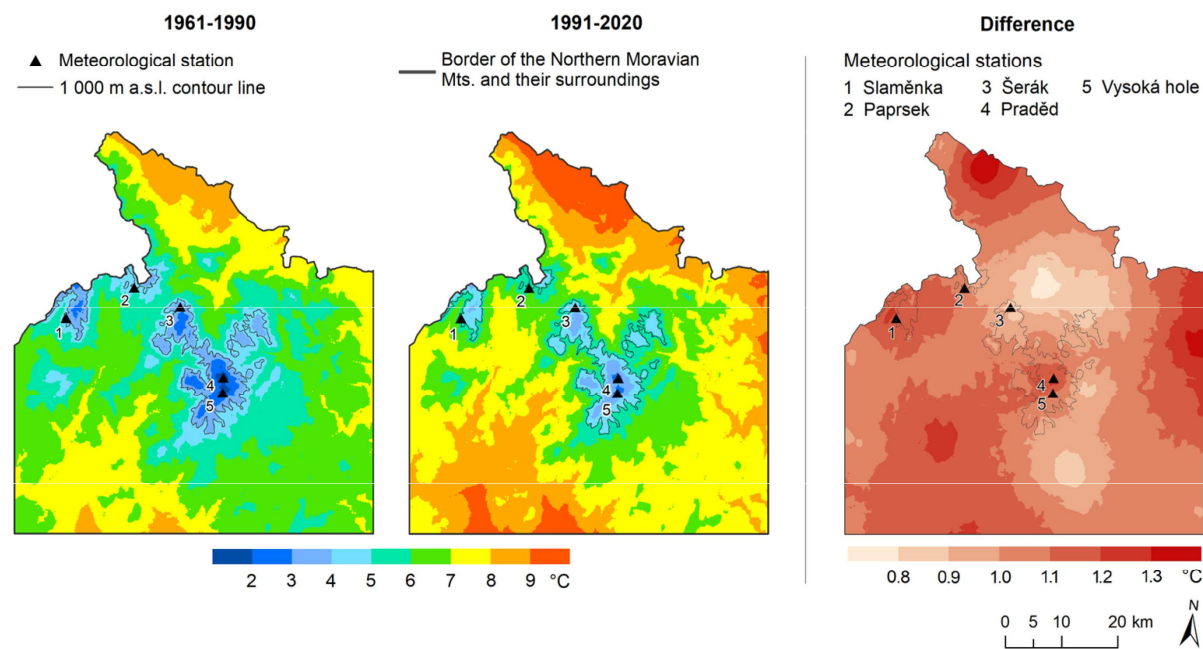 1961-1990
1991-2020
Difference
Meteorological station
1 000 m a.s.l. contour line
Border of the Northern Moravian
Mts. and their surroundings
Meteorological stations
1 Slaměnka 3 Šerák 5 Vysoká hole
2 Paprsek 4 Praděd
2
3
1
4
5
2
3
1
4
5
2
3
1
4
5
2 3 4 5 6 7 8 9 °C
0.8 0.9 1.0 1.1 1.2 1.3 °C
N
0 5 10 20 km